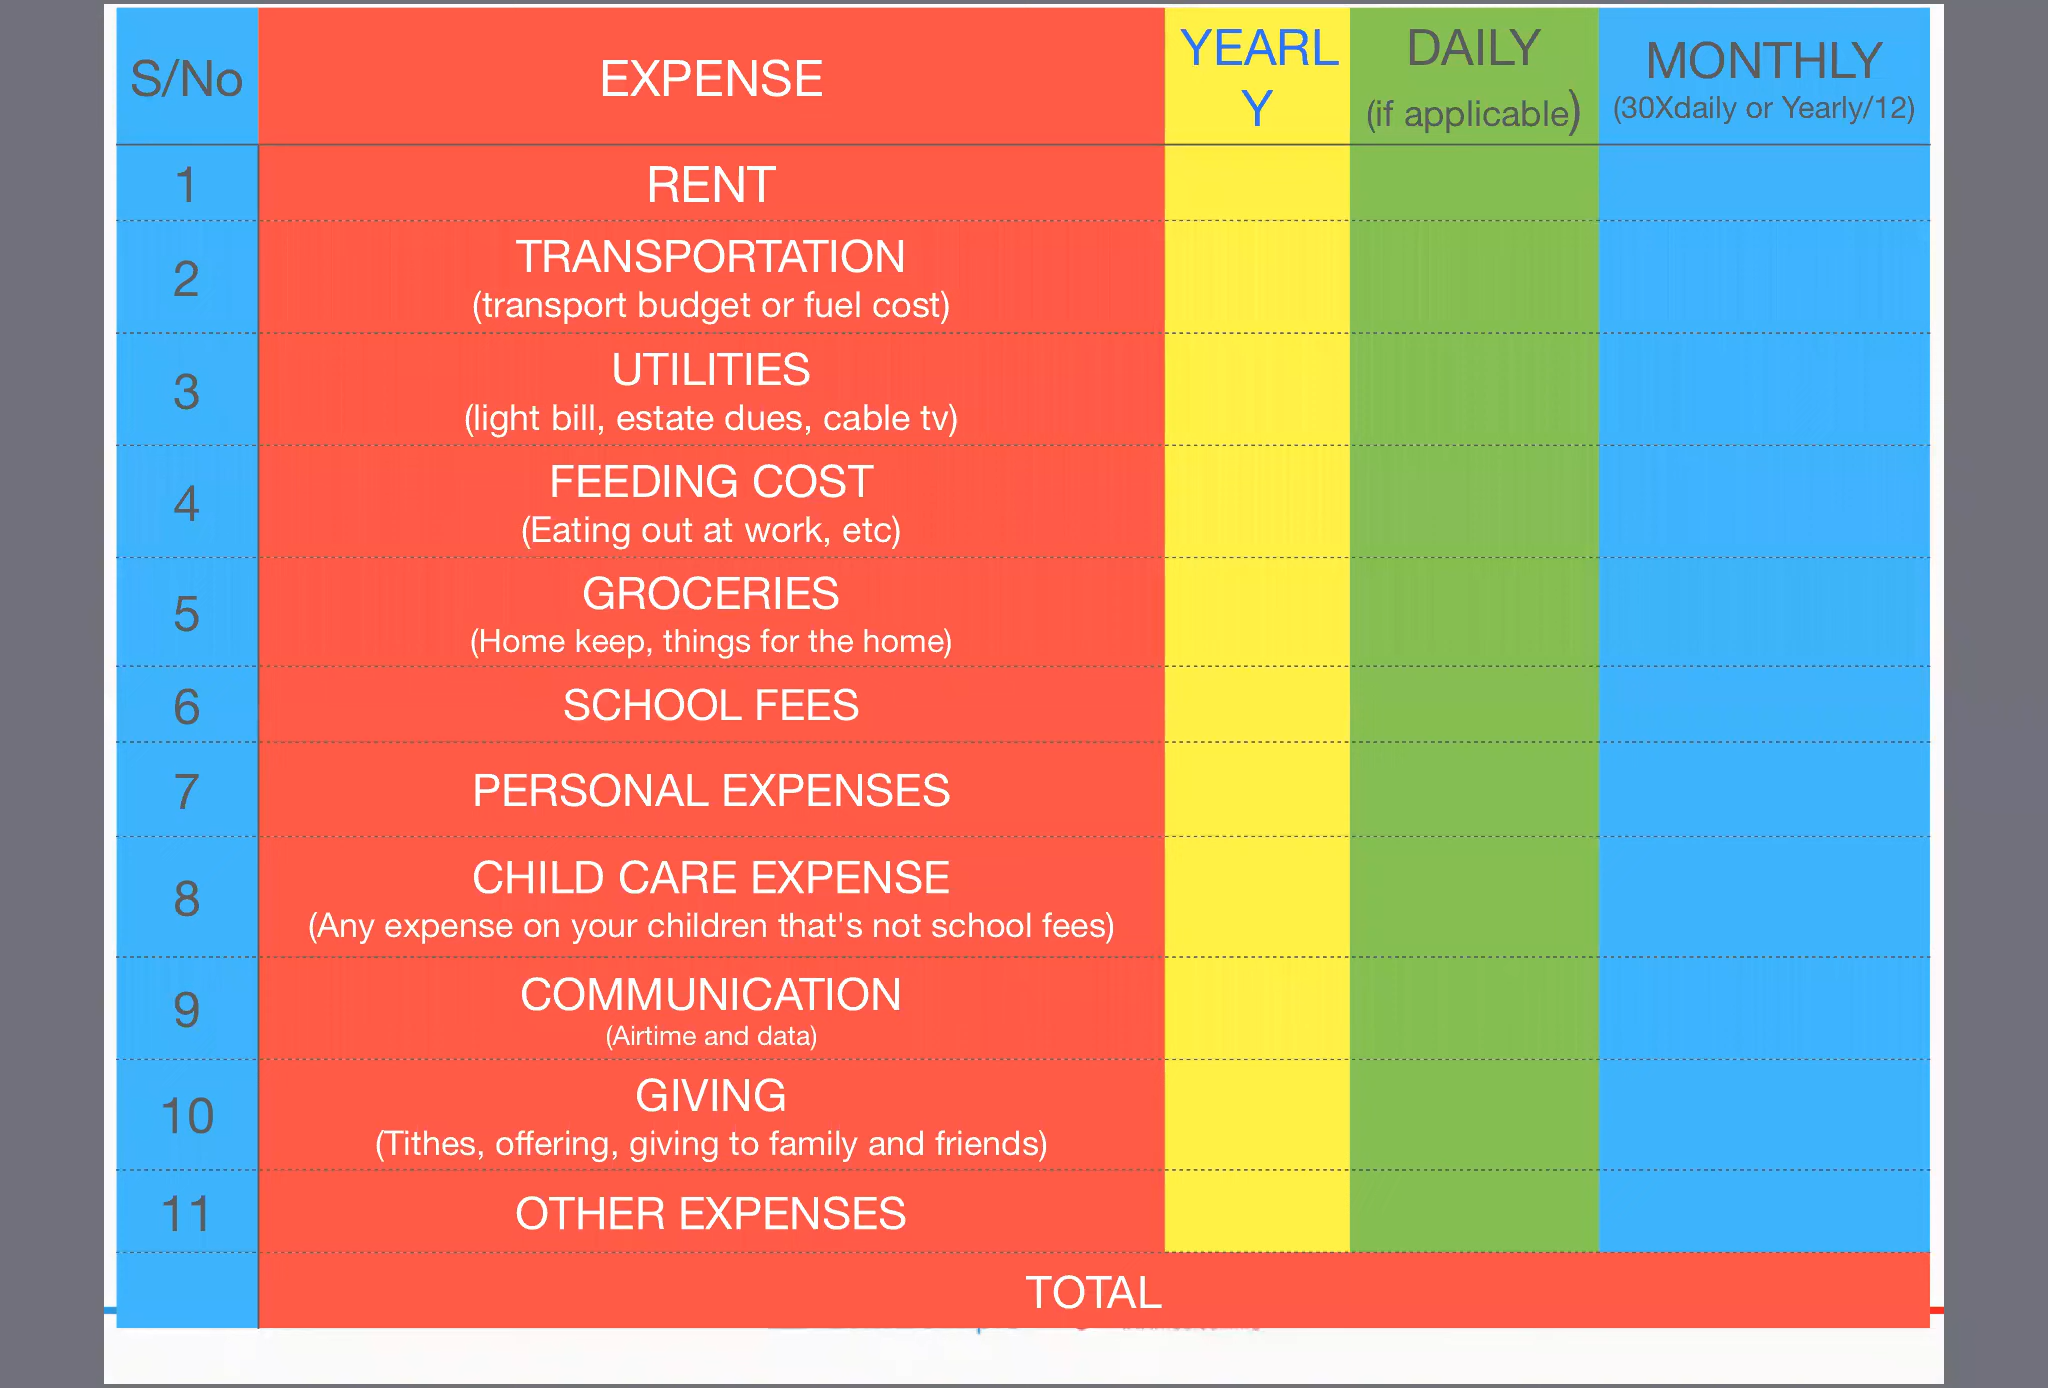 S/No EXPENSE YEARL DAILY MONTHLY
Y (if applicable) (30Xdaily or Yearly/12)
1 RENT
2 TRANSPORTATION
(transport budget or fuel cost)
3 UTILITIES
(light bill, estate dues, cable tv)
4 FEEDING COST
(Eating out at work, etc)
5 GROCERIES
(Home keep, things for the home)
6 SCHOOL FEES
7 PERSONAL EXPENSES
8 CHILD CARE EXPENSE
(Any expense on your children that's not school fees)
9 COMMUNICATION
(Airtime and data)
10 GIVING
(Tithes, offering, giving to family and friends)
11 OTHER EXPENSES
TOTAL